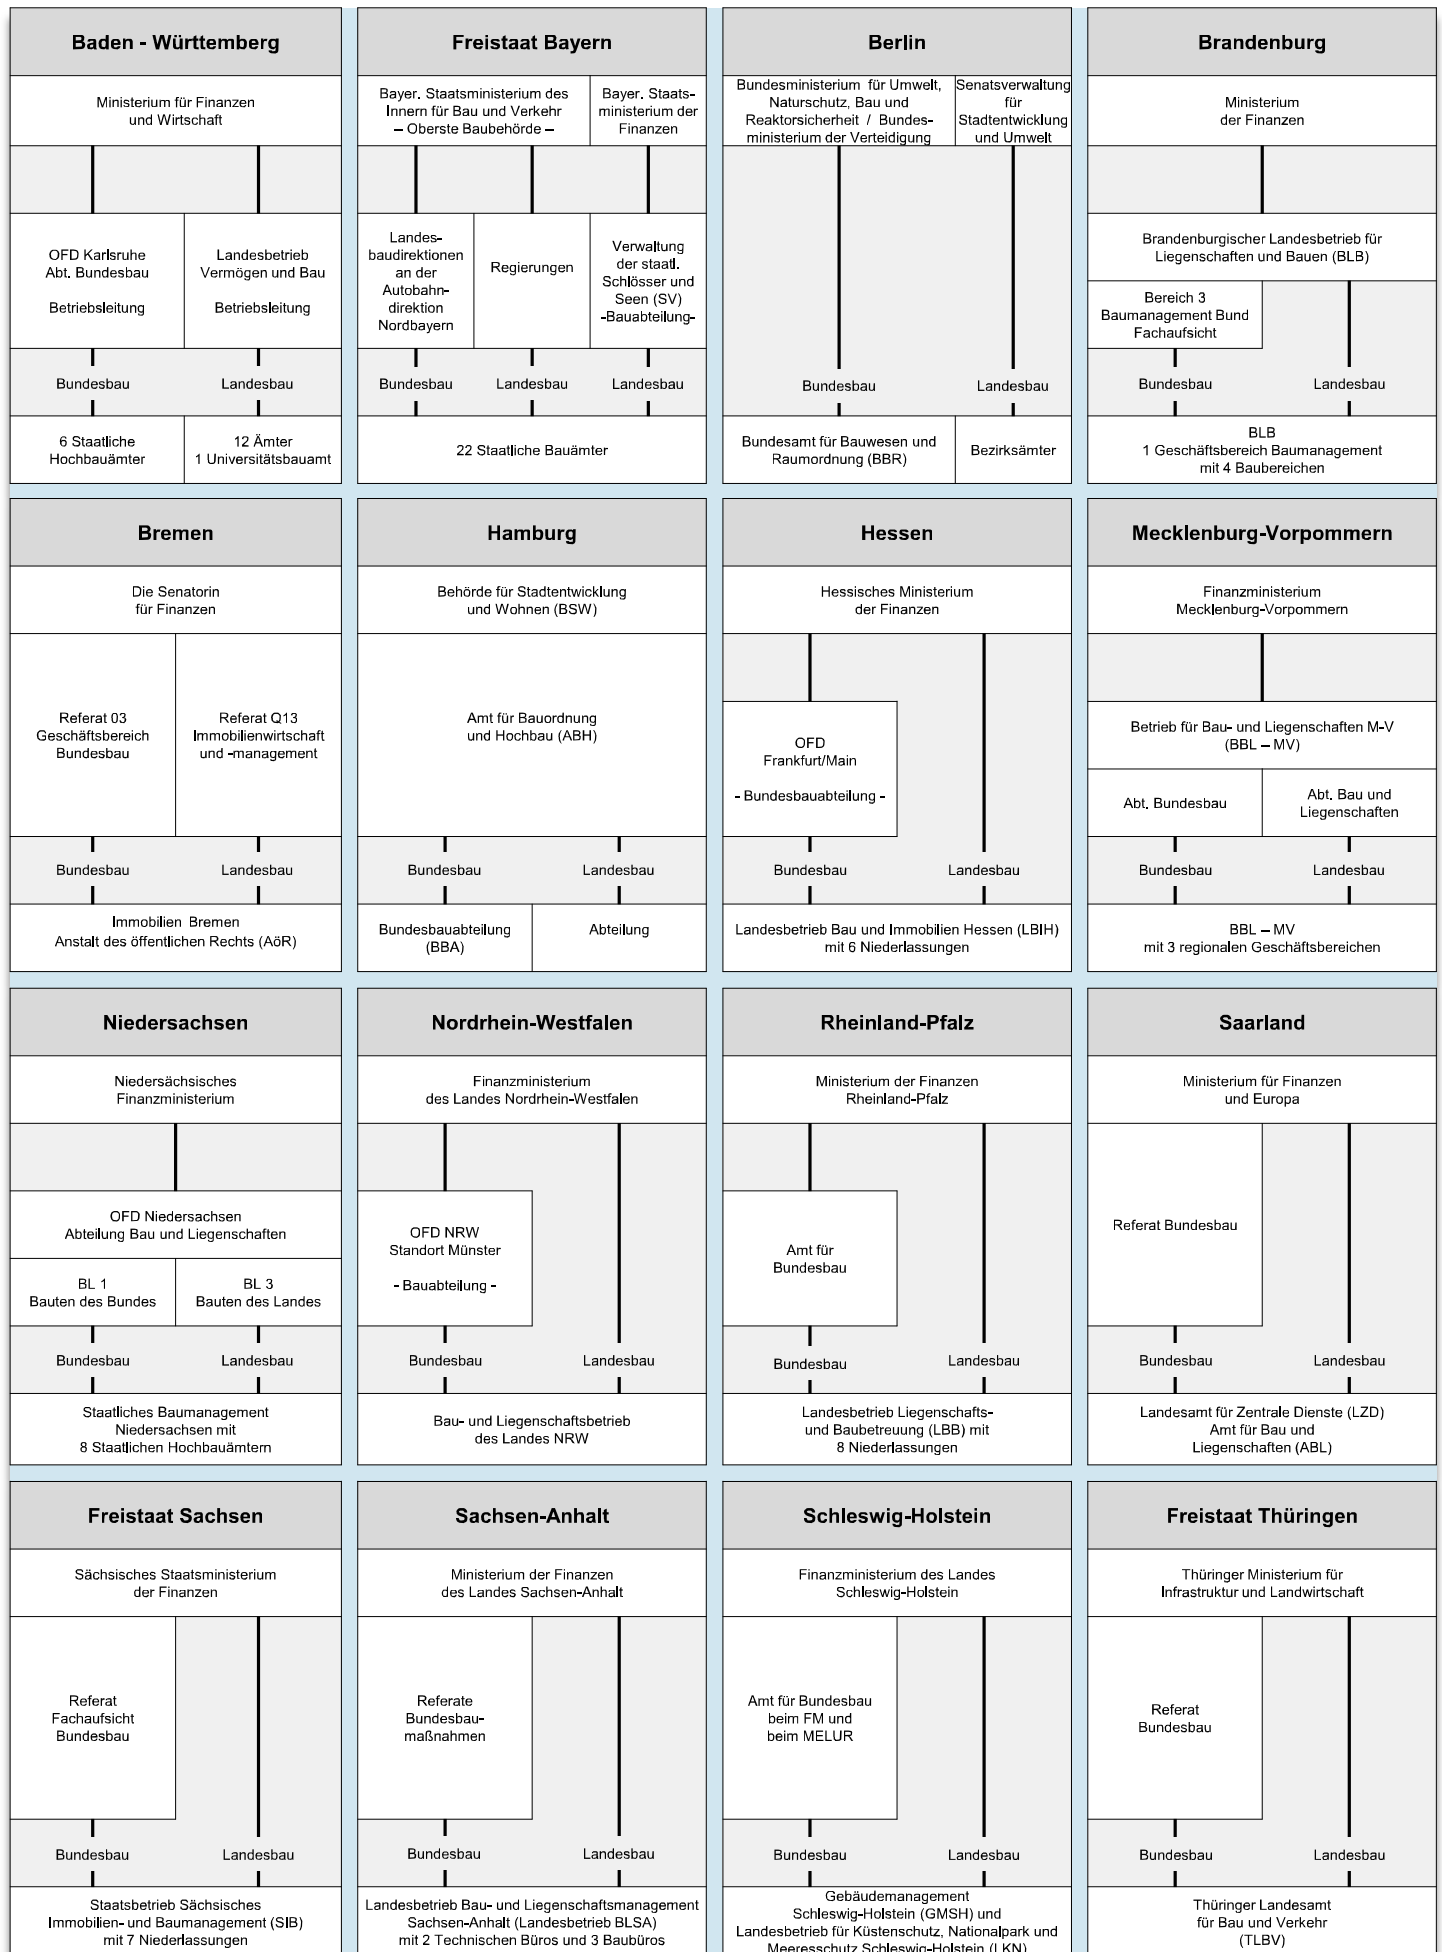 Baden - Württemberg
Ministerium für Finanzen
und Wirtschaft
OFD Karlsruhe
Abt. Bundesbau
Betriebsleitung
Landesbetrieb
Vermögen und Bau
Betriebsleitung
Bundesbau
Landesbau
6 Staatliche
Hochbauämter
12 Ämter
1 Universitätsbauamt
Freistaat Bayern
Bayer. Staatsministerium des
Innern für Bau und Verkehr
– Oberste Baubehörde –
Bayer. Staats-
ministerium der
Finanzen
Landes-
baudirektionen
an der
Autobahn-
direktion
Nordbayern
Regierungen
Verwaltung
der staatl.
Schlösser und
Seen (SV)
-Bauabteilung-
Bundesbau
Landesbau
Landesbau
22 Staatliche Bauämter
Berlin
Bundesministerium für Umwelt,
Naturschutz, Bau und
Reaktorsicherheit / Bundes-
ministerium der Verteidigung
Senatsverwaltung
für
Stadtentwicklung
und Umwelt
Bundesbau
Landesbau
Bundesamt für Bauwesen und
Raumordnung (BBR)
Bezirksämter
Brandenburg
Ministerium
der Finanzen
Brandenburgischer Landesbetrieb für
Liegenschaften und Bauen (BLB)
Bereich 3
Baumanagement Bund
Fachaufsicht
Bundesbau
Landesbau
BLB
1 Geschäftsbereich Baumanagement
mit 4 Baubereichen
Bremen
Die Senatorin
für Finanzen
Referat 03
Geschäftsbereich
Bundesbau
Referat Q13
Immobilienwirtschaft
und -management
Bundesbau
Landesbau
Immobilien Bremen
Anstalt des öffentlichen Rechts (AöR)
Hamburg
Behörde für Stadtentwicklung
und Wohnen (BSW)
Amt für Bauordnung
und Hochbau (ABH)
Bundesbau
Landesbau
Bundesbauabteilung
(BBA)
Abteilung
Hessen
Hessisches Ministerium
der Finanzen
OFD
Frankfurt/Main
- Bundesbauabteilung -
Bundesbau
Landesbau
Landesbetrieb Bau und Immobilien Hessen (LBIH)
mit 6 Niederlassungen
Mecklenburg-Vorpommern
Finanzministerium
Mecklenburg-Vorpommern
Betrieb für Bau- und Liegenschaften M-V
(BBL – MV)
Abt. Bundesbau
Abt. Bau und
Liegenschaften
Bundesbau
Landesbau
BBL – MV
mit 3 regionalen Geschäftsbereichen
Niedersachsen
Niedersächsisches
Finanzministerium
OFD Niedersachsen
Abteilung Bau und Liegenschaften
BL 1
Bauten des Bundes
BL 3
Bauten des Landes
Bundesbau
Landesbau
Staatliches Baumanagement
Niedersachsen mit
8 Staatlichen Hochbauämtern
Nordrhein-Westfalen
Finanzministerium
des Landes Nordrhein-Westfalen
OFD NRW
Standort Münster
- Bauabteilung -
Bundesbau
Landesbau
Bau- und Liegenschaftsbetrieb
des Landes NRW
Rheinland-Pfalz
Ministerium der Finanzen
Rheinland-Pfalz
Amt für
Bundesbau
Bundesbau
Landesbau
Landesbetrieb Liegenschafts-
und Baubetreuung (LBB) mit
8 Niederlassungen
Saarland
Ministerium für Finanzen
und Europa
Referat Bundesbau
Bundesbau
Landesbau
Landesamt für Zentrale Dienste (LZD)
Amt für Bau und
Liegenschaften (ABL)
Freistaat Sachsen
Sächsisches Staatsministerium
der Finanzen
Referat
Fachaufsicht
Bundesbau
Bundesbau
Landesbau
Staatsbetrieb Sächsisches
Immobilien- und Baumanagement (SIB)
mit 7 Niederlassungen
Sachsen-Anhalt
Ministerium der Finanzen
des Landes Sachsen-Anhalt
Referate
Bundesbau-
maßnahmen
Bundesbau
Landesbau
Landesbetrieb Bau- und Liegenschaftsmanagement
Sachsen-Anhalt (Landesbetrieb BLSA)
mit 2 Technischen Büros und 3 Baubüros
Schleswig-Holstein
Finanzministerium des Landes
Schleswig-Holstein
Amt für Bundesbau
beim FM und
beim MELUR
Bundesbau
Landesbau
Gebäudemanagement
Schleswig-Holstein (GMSH) und
Landesbetrieb für Küstenschutz, Nationalpark und
Meeresschutz Schleswig-Holstein (LKN)
Freistaat Thüringen
Thüringer Ministerium für
Infrastruktur und Landwirtschaft
Referat
Bundesbau
Bundesbau
Landesbau
Thüringer Landesamt
für Bau und Verkehr
(TLBV)